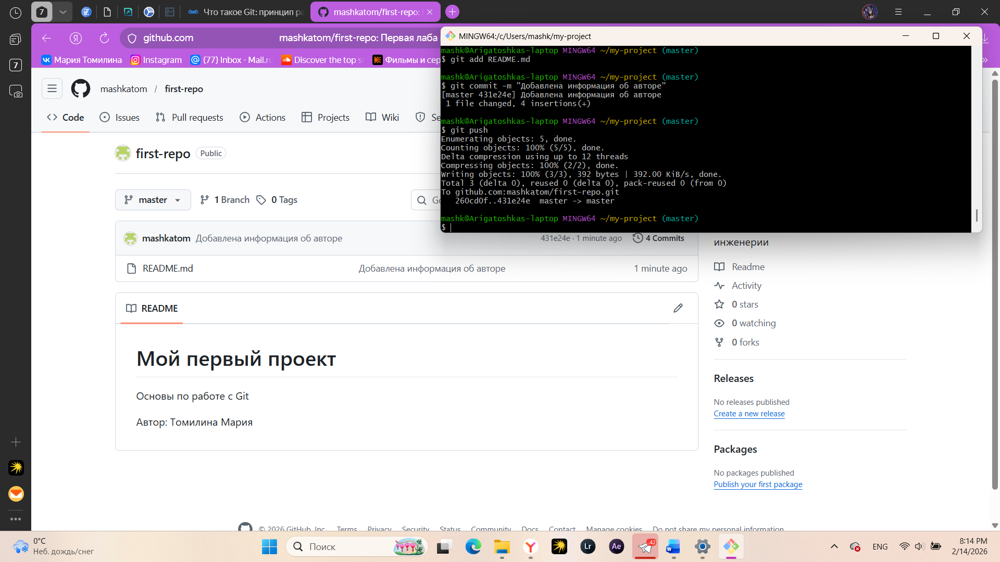 7
Что такое Git: принцип ра
mashkatom/first-repo:
github.com
mashkatom/first-repo: Первая лаба
Мария Томилина
Instagram
(77) Inbox - Mail.ru
Discover the top s
Фильмы и сер
7
MINGW64:/c/Users/mashk/my-project
mashk@Arigatoshkas-laptop MINGW64 ~/my-project (master)
$ git add README.md
mashk@Arigatoshkas-laptop MINGW64 ~/my-project (master)
$ git commit -m "Добавлена информация об авторе"
[master 431e24e] Добавлена информация об авторе
1 file changed, 4 insertions(+)
mashk@Arigatoshkas-laptop MINGW64 ~/my-project (master)
$ git push
Enumerating objects: 5, done.
Counting objects: 100% (5/5), done.
Delta compression using up to 12 threads
Compressing objects: 100% (2/2), done.
Writing objects: 100% (3/3), 392 bytes | 392.00 KiB/s, done.
Total 3 (delta 0), reused 0 (delta 0), pack-reused 0 (from 0)
To github.com:mashkatom/first-repo.git
260cd0f..431e24e  master -> master
mashk@Arigatoshkas-laptop MINGW64 ~/my-project (master)
$
mashkatom / first-repo
Code
Issues
Pull requests
Actions
Projects
Wiki
Se
first-repo
Public
master
1 Branch
0 Tags
Go
mashkatom Добавлена информация об авторе
431e24e · 1 minute ago
4 Commits
README.md
Добавлена информация об авторе
1 minute ago
README
Мой первый проект
Основы по работе с Git
Автор: Томилина Мария
инженерии
Readme
Activity
0 stars
0 watching
0 forks
Releases
No releases published
Create a new release
Packages
No packages published
Publish your first package
© 2026 GitHub, Inc.
Terms
Privacy
Security
Status
Community
Docs
Contact
Manage cookies
Do not share my personal information
0°C
Неб. дождь/снег
Поиск
Lr
Ae
42
W
ENG
8:14 PM
2/14/2026